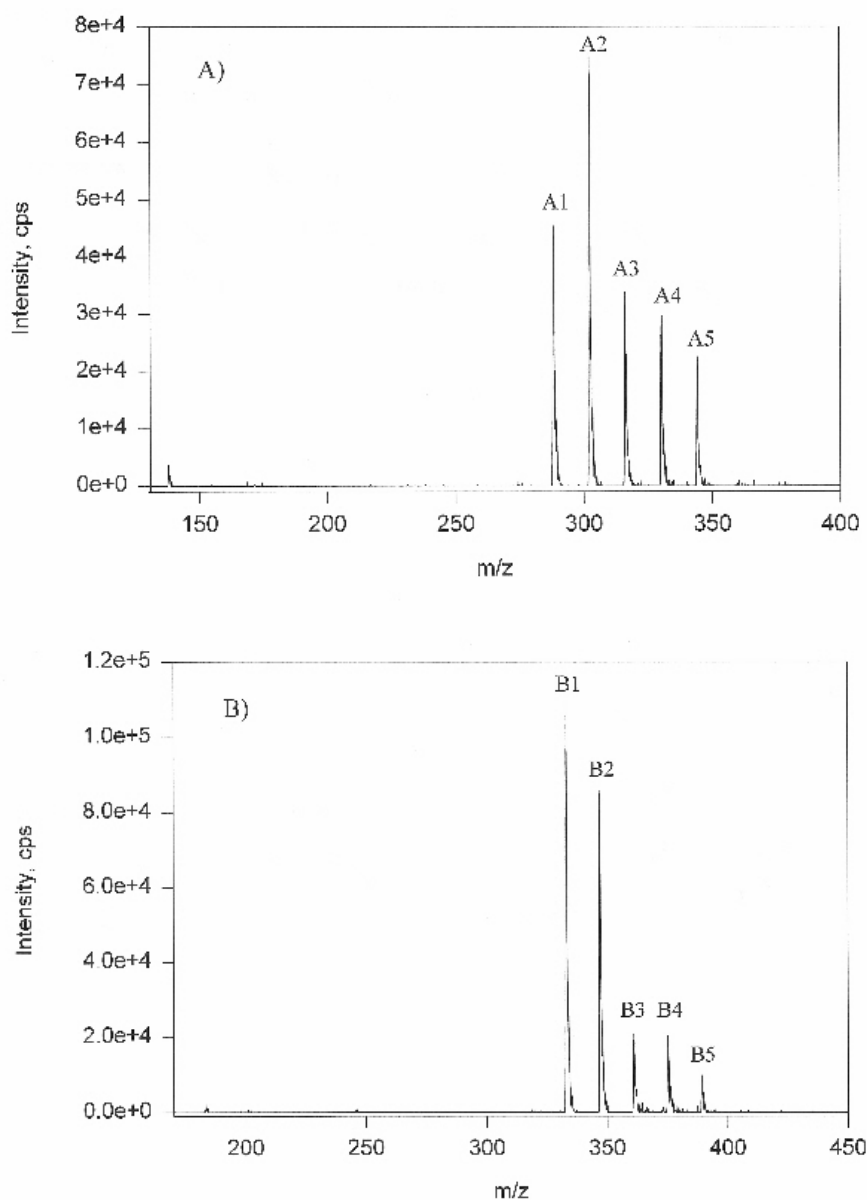 8e+4
A)
A2
7e+4
6e+4
5e+4
A1
4e+4
A3
3e+4
A4
A5
2e+4
1e+4
0e+0
Intensity, cps
150 200 250 300 350 400
m/z
1.2e+5
B)
B1
1.0e+5
B2
8.0e+4
6.0e+4
4.0e+4
B3 B4
2.0e+4
B5
0.0e+0
Intensity, cps
200 250 300 350 400 450
m/z